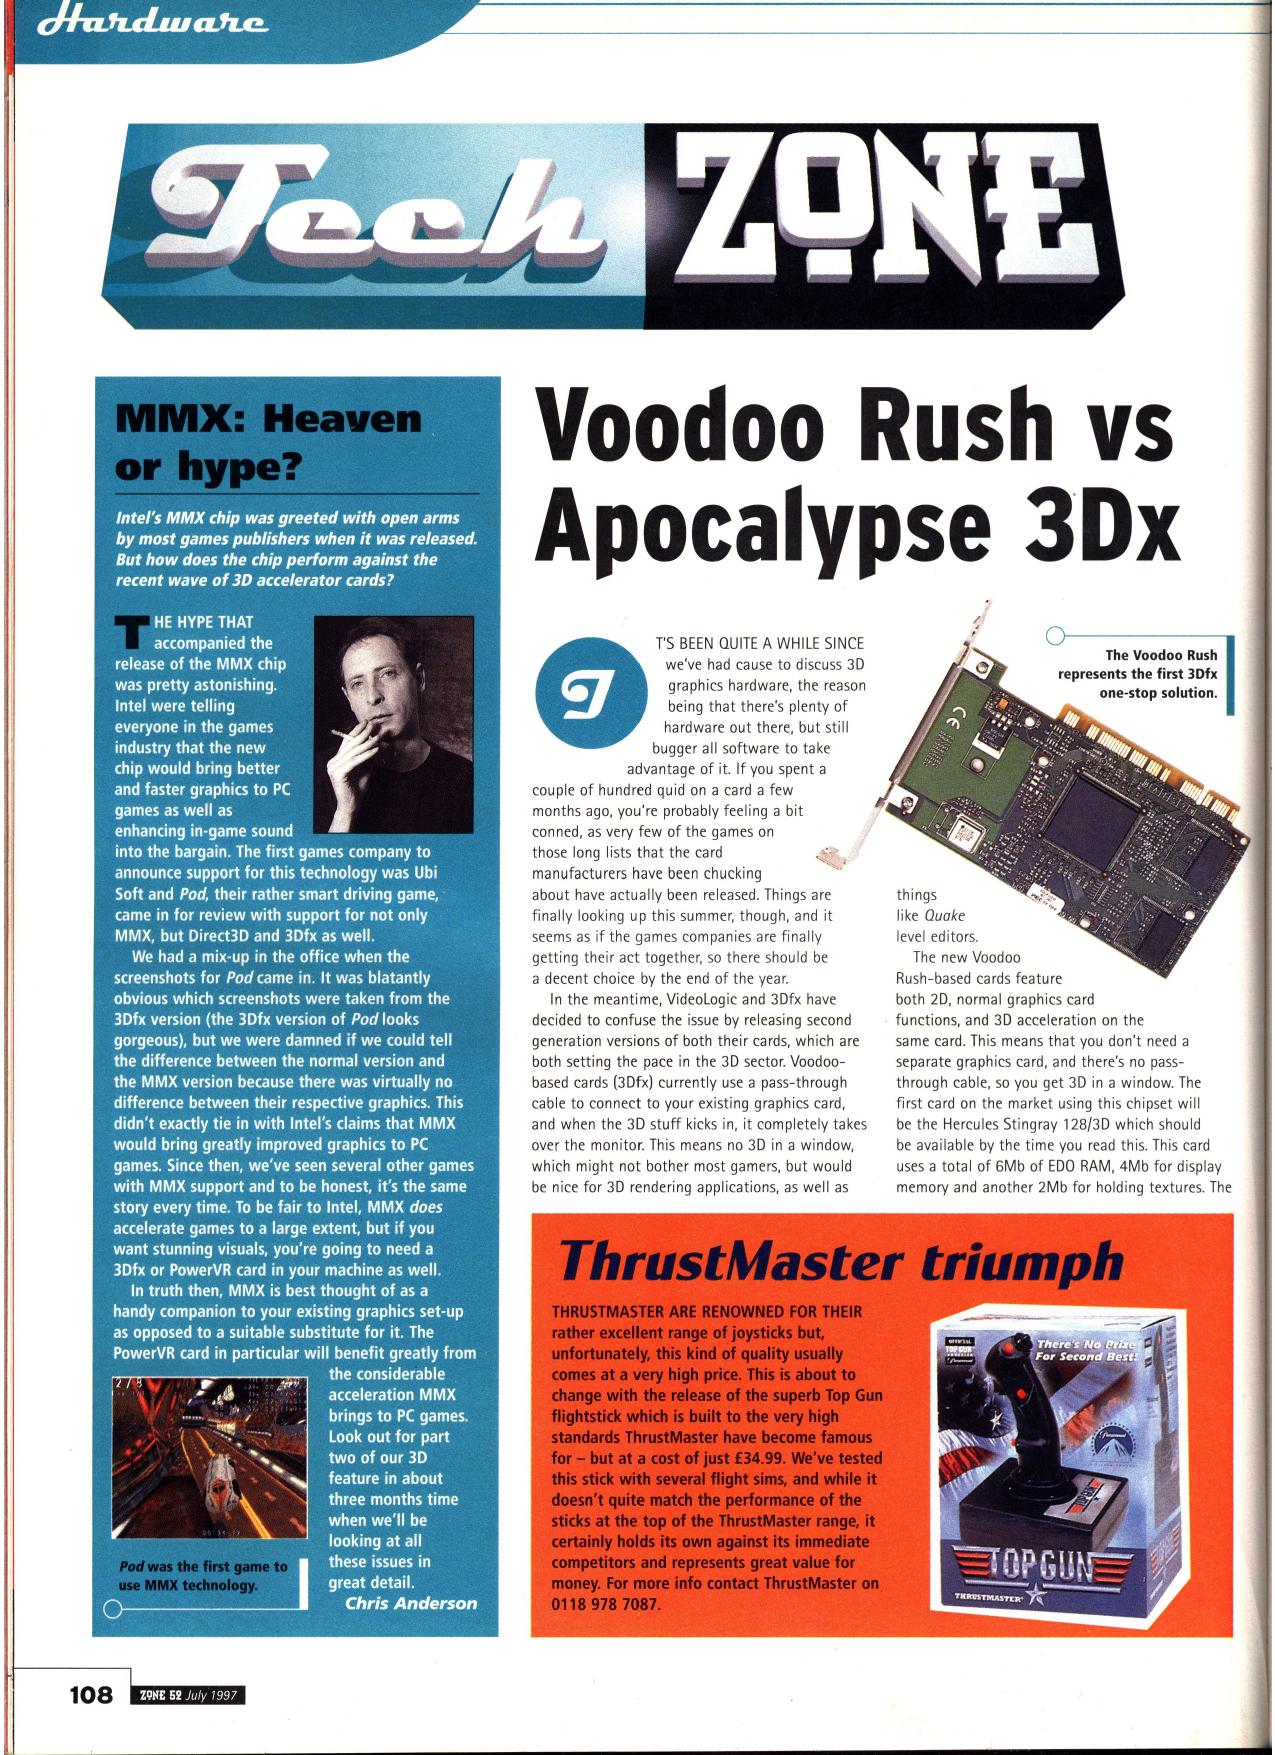 Hardware
Tech ZONE
MMX: Heaven
or hype?
Intel's MMX chip was greeted with open arms
by most games publishers when it was released.
But how does the chip perform against the
recent wave of 3D accelerator cards?
THE HYPE THAT
accompanied the
release of the MMX chip
was pretty astonishing.
Intel were telling
everyone in the games
industry that the new
chip would bring better
and faster graphics to PC
games as well as
enhancing in-game sound
into the bargain. The first games company to
announce support for this technology was Ubi
Soft and Pod, their rather smart driving game,
came in for review with support for not only
MMX, but Direct3D and 3Dfx as well.
We had a mix-up in the office when the
screenshots for Pod came in. It was blatantly
obvious which screenshots were taken from the
3Dfx version (the 3Dfx version of Pod looks
gorgeous), but we were damned if we could tell
the difference between the normal version and
the MMX version because there was virtually no
difference between their respective graphics. This
didn't exactly tie in with Intel's claims that MMX
would bring greatly improved graphics to PC
games. Since then, we've seen several other games
with MMX support and to be honest, it's the same
story every time. To be fair to Intel, MMX does
accelerate games to a large extent, but if you
want stunning visuals, you're going to need a
3Dfx or PowerVR card in your machine as well.
In truth then, MMX is best thought of as a
handy companion to your existing graphics set-up
as opposed to a suitable substitute for it. The
PowerVR card in particular will benefit greatly from
the considerable
acceleration MMX
brings to PC games.
Look out for part
two of our 3D
feature in about
three months time
when we'll be
looking at all
these issues in
great detail.
Chris Anderson
2/8
Pod was the first game to
use MMX technology.
Voodoo Rush vs
Apocalypse 3Dx
IT'S BEEN QUITE A WHILE SINCE
we've had cause to discuss 3D
graphics hardware, the reason
being that there's plenty of
hardware out there, but still
bugger all software to take
advantage of it. If you spent a
couple of hundred quid on a card a few
months ago, you're probably feeling a bit
conned, as very few of the games on
those long lists that the card
manufacturers have been chucking
about have actually been released. Things are
finally looking up this summer, though, and it
seems as if the games companies are finally
getting their act together, so there should be
a decent choice by the end of the year.
In the meantime, VideoLogic and 3Dfx have
decided to confuse the issue by releasing second
generation versions of both their cards, which are
both setting the pace in the 3D sector. Voodoo-
based cards (3Dfx) currently use a pass-through
cable to connect to your existing graphics card,
and when the 3D stuff kicks in, it completely takes
over the monitor. This means no 3D in a window,
which might not bother most gamers, but would
be nice for 3D rendering applications, as well as
The Voodoo Rush
represents the first 3Dfx
one-stop solution.
CE
things
like Quake
level editors.
The new Voodoo
Rush-based cards feature
both 2D, normal graphics card
functions, and 3D acceleration on the
same card. This means that you don't need a
separate graphics card, and there's no pass-
through cable, so you get 3D in a window. The
first card on the market using this chipset will
be the Hercules Stingray 128/3D which should
be available by the time you read this. This card
uses a total of 6Mb of EDO RAM, 4Mb for display
memory and another 2Mb for holding textures. The
ThrustMaster triumph
THRUSTMASTER ARE RENOWNED FOR THEIR
rather excellent range of joysticks but,
unfortunately, this kind of quality usually
comes at a very high price. This is about to
change with the release of the superb Top Gun
flightstick which is built to the very high
standards ThrustMaster have become famous
for – but at a cost of just £34.99. We've tested
this stick with several flight sims, and while it
doesn't quite match the performance of the
sticks at the top of the ThrustMaster range, it
certainly holds its own against its immediate
competitors and represents great value for
money. For more info contact ThrustMaster on
0118 978 7087.
OFFICIAL
TOP GUN
Paramount
There's No Prize
For Second Best!
Paramount
TOP GUN
THRUSTMASTER
108 ZONE 52 July 1997